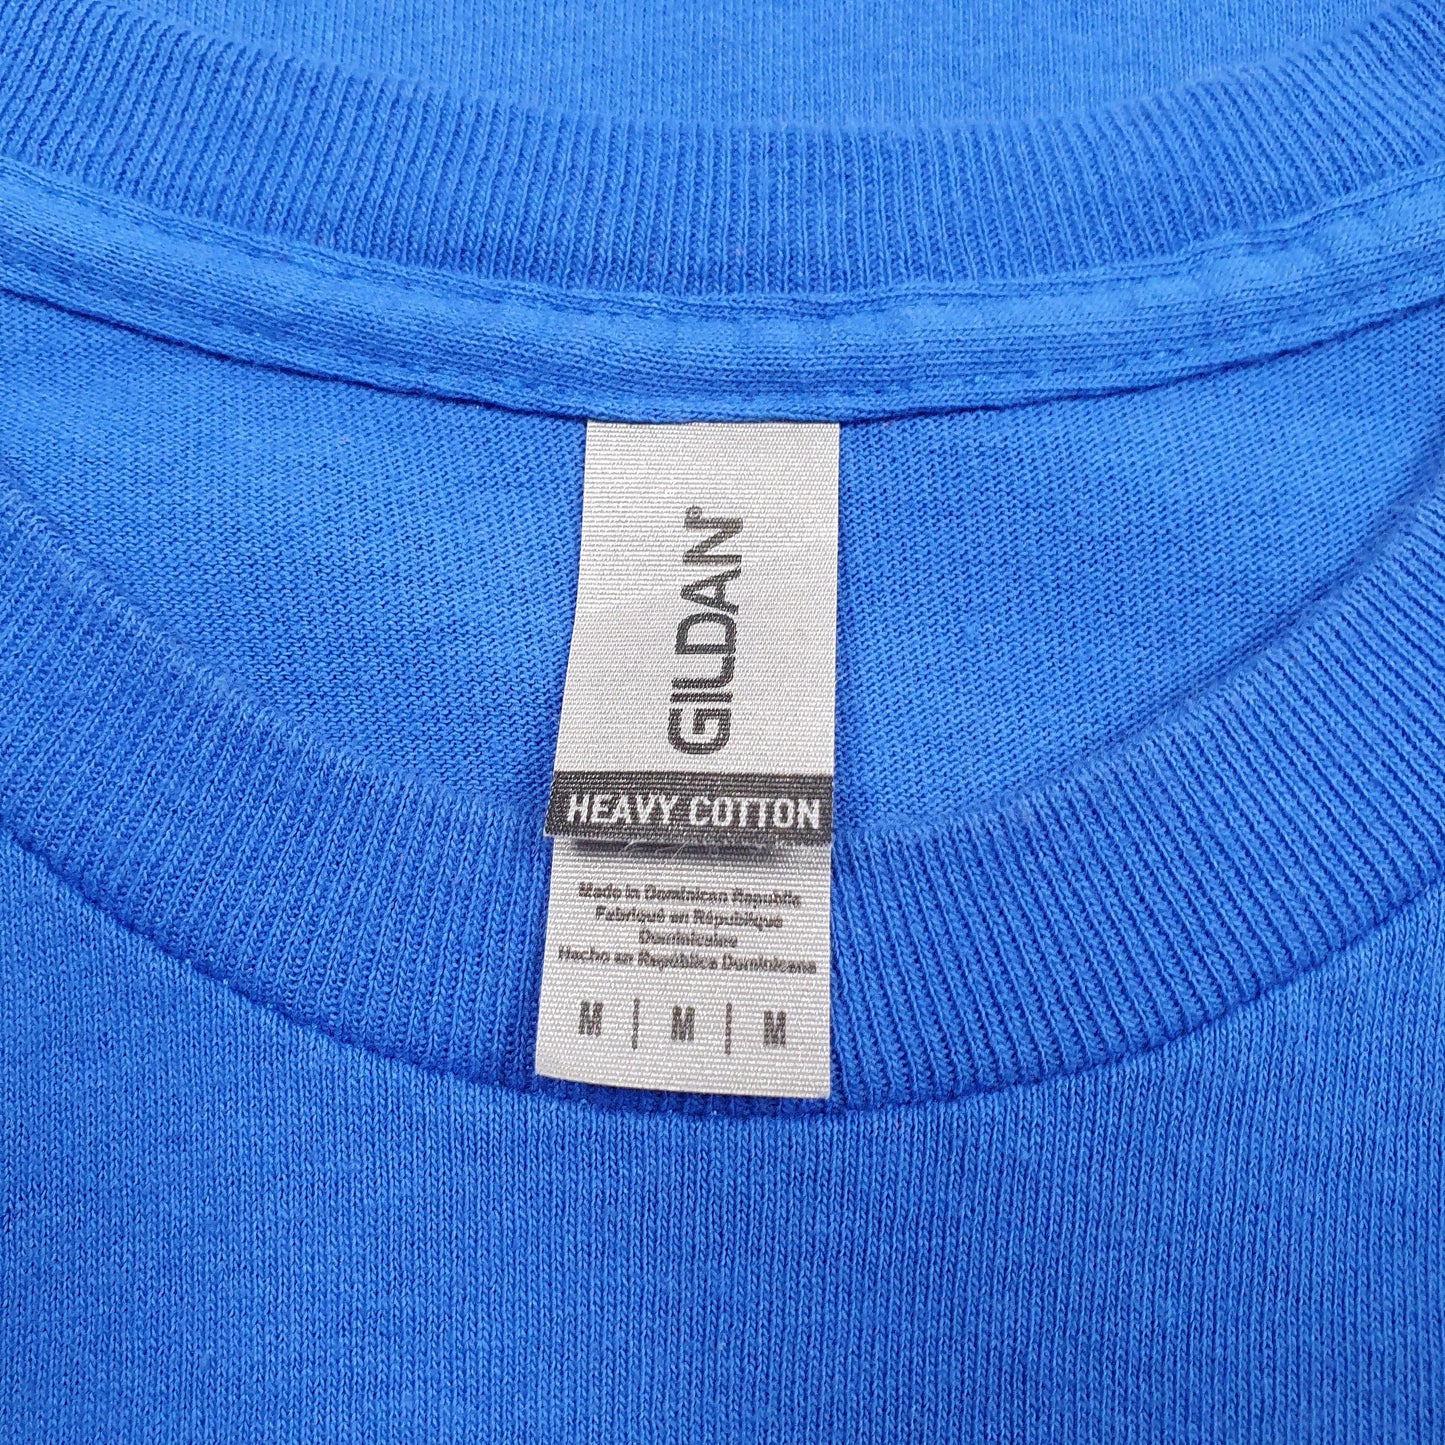 GILDAN®
HEAVY COTTON
Made in Dominican Republic
Fabriqué en République
Dominicaine
Hecho en República Dominicana
M | M | M